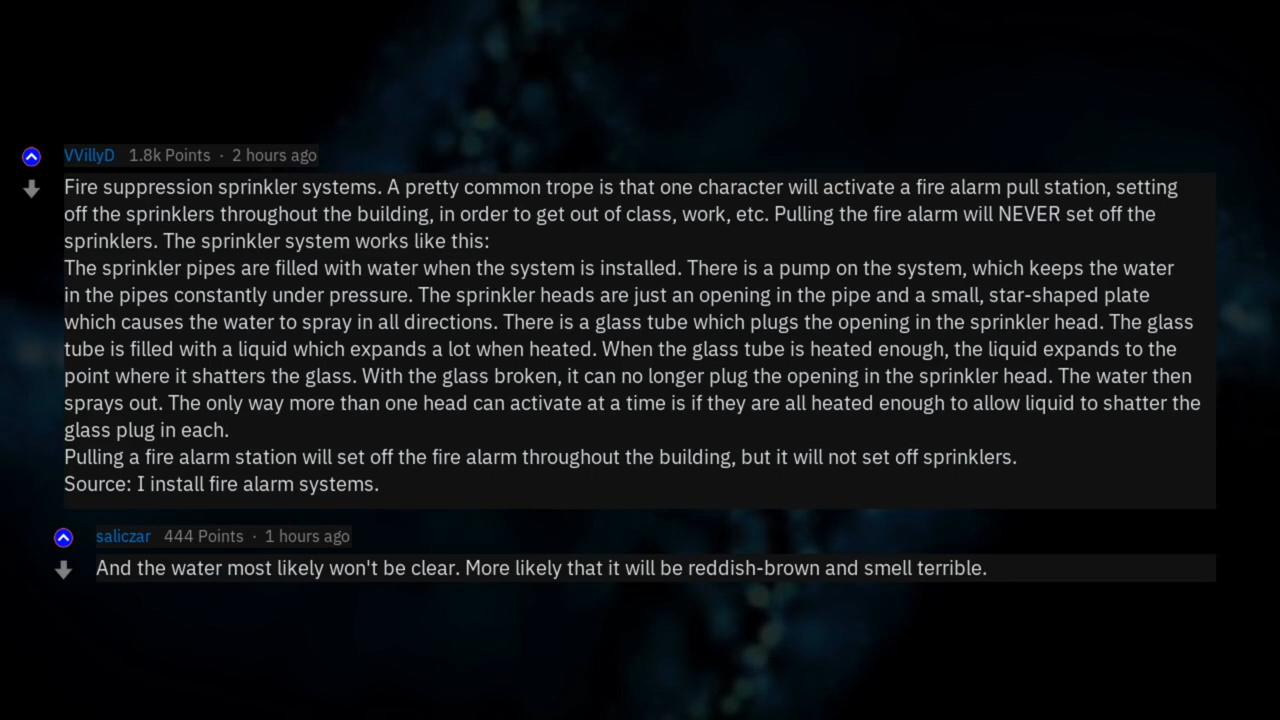 VVillyD 1.8k Points · 2 hours ago
Fire suppression sprinkler systems. A pretty common trope is that one character will activate a fire alarm pull station, setting
off the sprinklers throughout the building, in order to get out of class, work, etc. Pulling the fire alarm will NEVER set off the
sprinklers. The sprinkler system works like this:
The sprinkler pipes are filled with water when the system is installed. There is a pump on the system, which keeps the water
in the pipes constantly under pressure. The sprinkler heads are just an opening in the pipe and a small, star-shaped plate
which causes the water to spray in all directions. There is a glass tube which plugs the opening in the sprinkler head. The glass
tube is filled with a liquid which expands a lot when heated. When the glass tube is heated enough, the liquid expands to the
point where it shatters the glass. With the glass broken, it can no longer plug the opening in the sprinkler head. The water then
sprays out. The only way more than one head can activate at a time is if they are all heated enough to allow liquid to shatter the
glass plug in each.
Pulling a fire alarm station will set off the fire alarm throughout the building, but it will not set off sprinklers.
Source: I install fire alarm systems.
saliczar 444 Points · 1 hours ago
And the water most likely won't be clear. More likely that it will be reddish-brown and smell terrible.